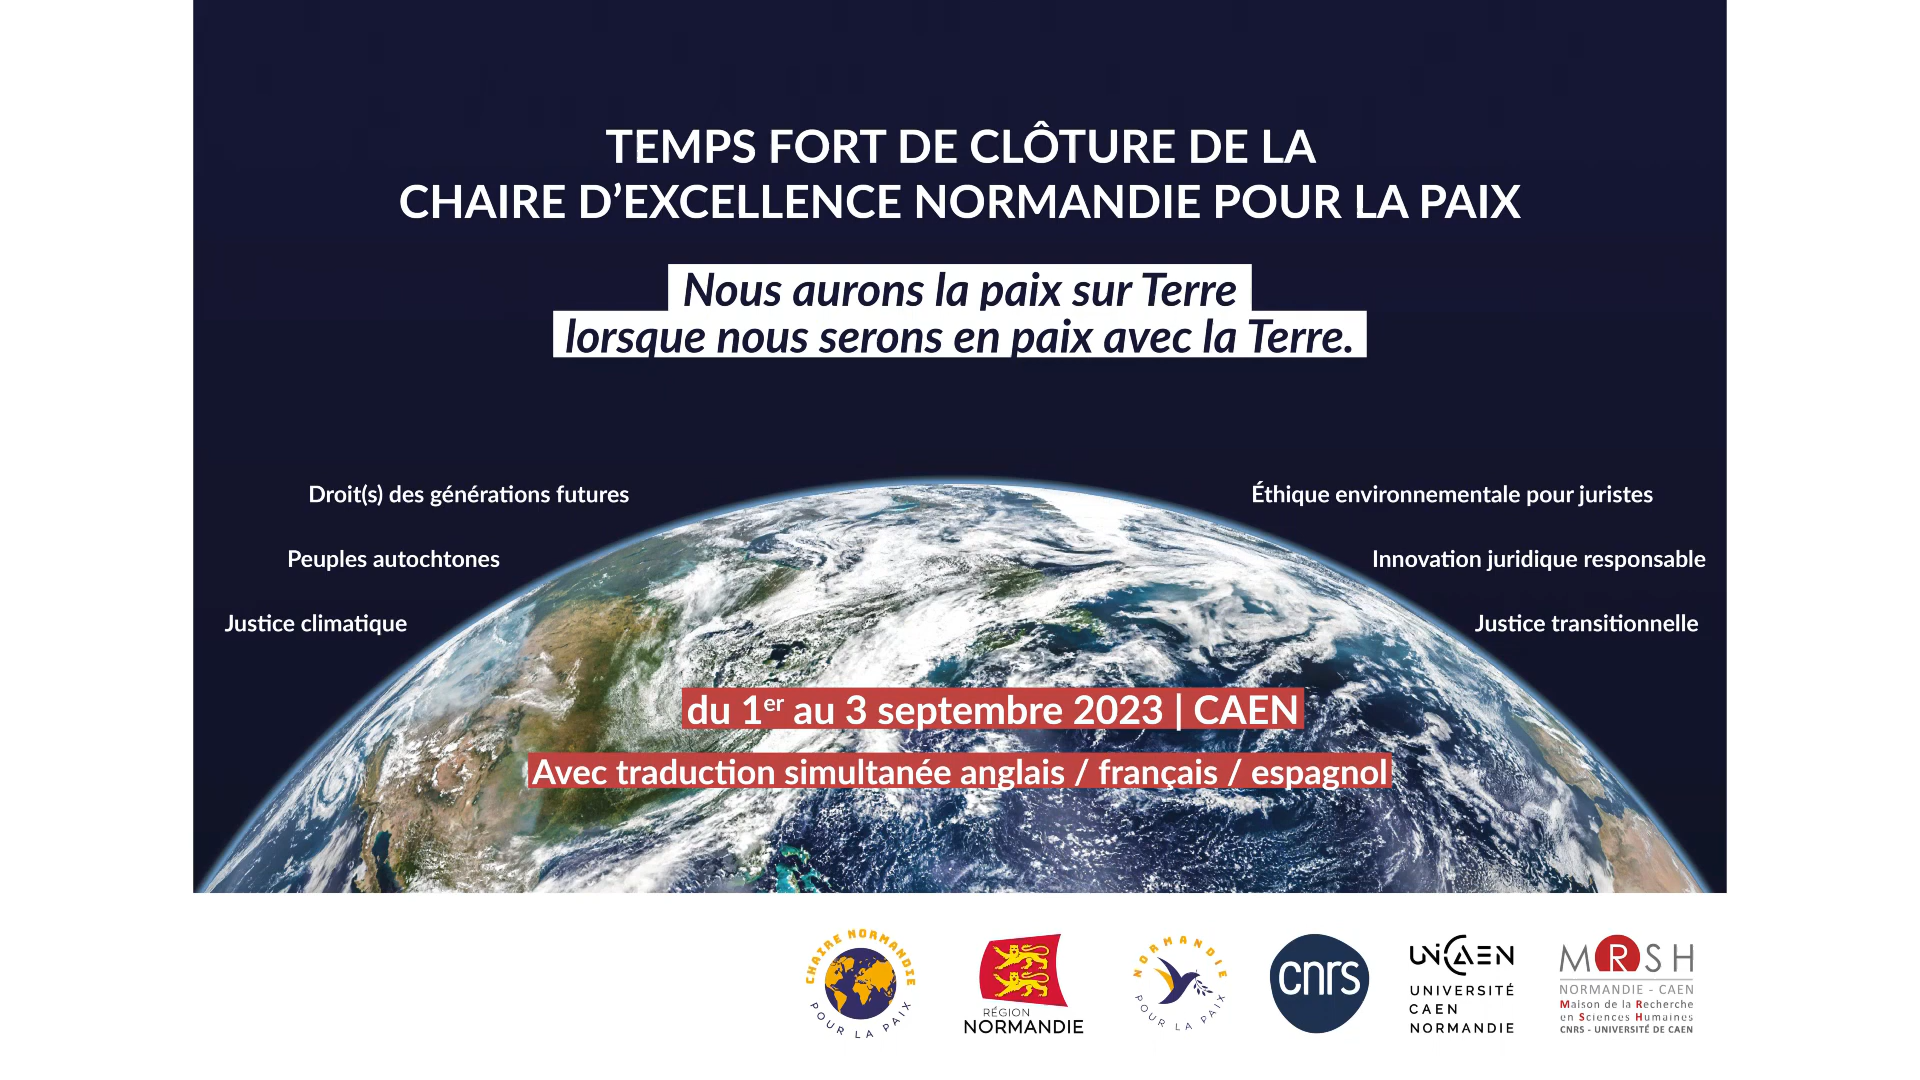 TEMPS FORT DE CLÔTURE DE LA
CHAIRE D’EXCELLENCE NORMANDIE POUR LA PAIX
Nous aurons la paix sur Terre
lorsque nous serons en paix avec la Terre.
Droit(s) des générations futures
Peuples autochtones
Justice climatique
Éthique environnementale pour juristes
Innovation juridique responsable
Justice transitionnelle
du 1er au 3 septembre 2023 | CAEN
Avec traduction simultanée anglais / français / espagnol
CHAIRE NORMANDIE
POUR LA PAIX
RÉGION
NORMANDIE
NORMANDIE
POUR LA PAIX
cnrs
UNICAEN
UNIVERSITÉ
CAEN
NORMANDIE
MRSH
NORMANDIE - CAEN
Maison de la Recherche
en Sciences Humaines
CNRS - UNIVERSITÉ DE CAEN